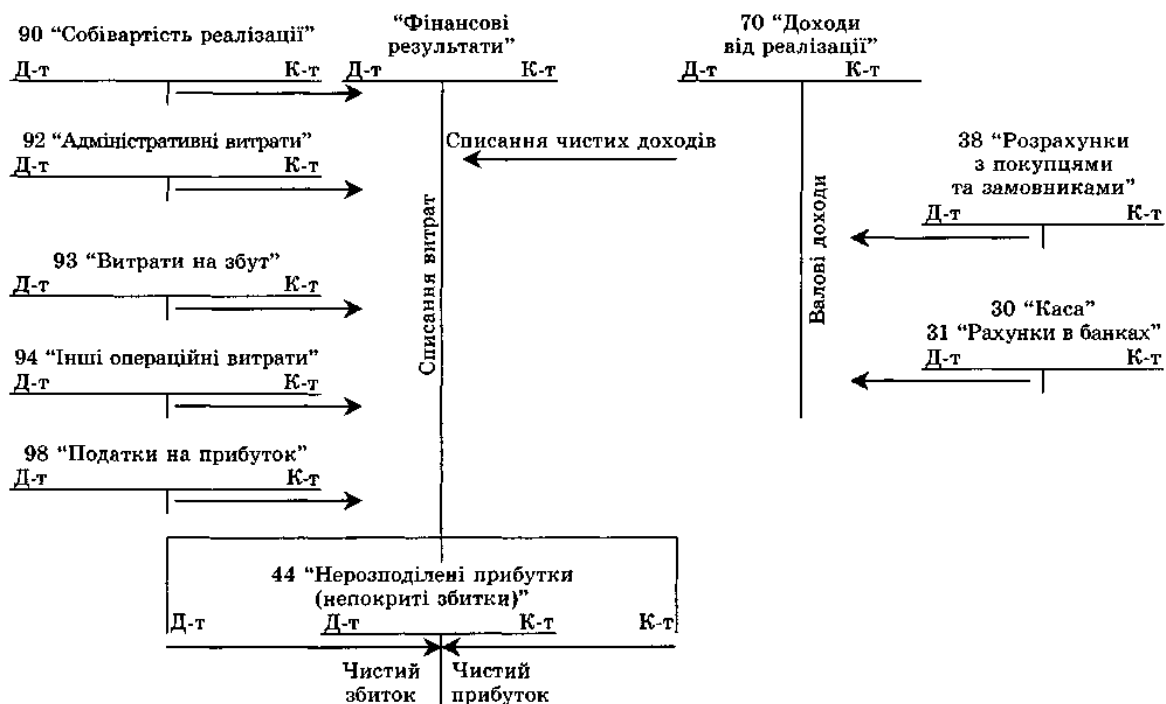 90 “Собівартість реалізації”
Д-т К-т
“Фінансові
результати”
Д-т К-т
70 “Доходи
від реалізації”
Д-т К-т
92 “Адміністративні витрати”
Д-т К-т
Списання чистих доходів
38 “Розрахунки
з покупцями
та замовниками”
Д-т К-т
93 “Витрати на збут”
Д-т К-т
Списання витрат
Валові доходи
30 “Каса”
31 “Рахунки в банках”
Д-т К-т
94 “Інші операційні витрати”
Д-т К-т
98 “Податки на прибуток”
Д-т К-т
44 “Нерозподілені прибутки
(непокриті збитки)”
Д-т Д-т К-т К-т
Чистий
збиток
Чистий
прибуток